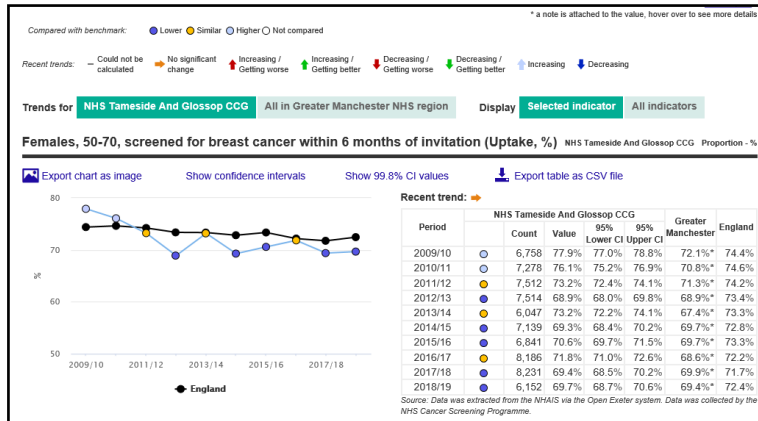 * a note is attached to the value, hover over to see more details
Compared with benchmark: Lower Similar Higher Not compared
Recent trends: – Could not be calculated No significant change Increasing / Getting worse Increasing / Getting better Decreasing / Getting worse Decreasing / Getting better Increasing Decreasing
Trends for NHS Tameside And Glossop CCG All in Greater Manchester NHS region Display Selected indicator All indicators
Females, 50-70, screened for breast cancer within 6 months of invitation (Uptake, %) NHS Tameside And Glossop CCG Proportion - %
Export chart as image Show confidence intervals Show 99.8% CI values Export table as CSV file
80
70
60
50
%
2009/10 2011/12 2013/14 2015/16 2017/18
England
Recent trend:
Period NHS Tameside And Glossop CCG Greater Manchester England
Count Value 95% Lower CI 95% Upper CI
2009/10 6,758 77.9% 77.0% 78.8% 72.1%* 74.4%
2010/11 7,278 76.1% 75.2% 76.9% 70.8%* 74.6%
2011/12 7,512 73.2% 72.4% 74.1% 71.3%* 74.2%
2012/13 7,514 68.9% 68.0% 69.8% 68.9%* 73.4%
2013/14 6,047 73.2% 72.2% 74.1% 67.4%* 73.3%
2014/15 7,139 69.3% 68.4% 70.2% 69.7%* 72.8%
2015/16 6,841 70.6% 69.7% 71.5% 69.7%* 73.3%
2016/17 8,186 71.8% 71.0% 72.6% 68.6%* 72.2%
2017/18 8,231 69.4% 68.5% 70.2% 69.9%* 71.7%
2018/19 6,152 69.7% 68.7% 70.6% 69.4%* 72.4%
Source: Data was extracted from the NHAIS via the Open Exeter system. Data was collected by the
NHS Cancer Screening Programme.